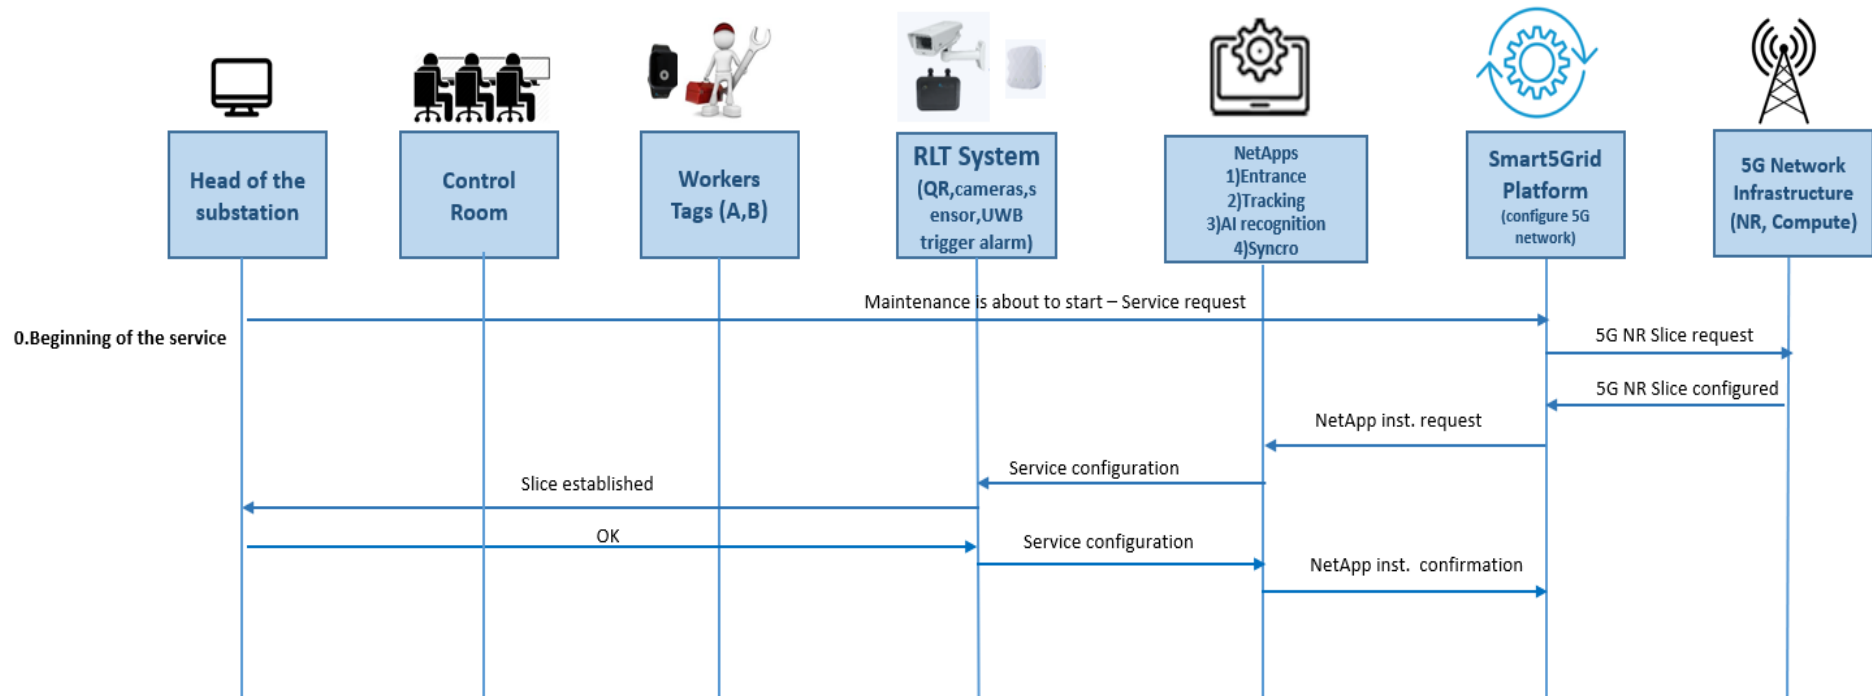 Head of the
substation
Control
Room
Workers
Tags (A,B)
RLT System
(QR,cameras,s
ensor,UWB
trigger alarm)
NetApps
1)Entrance
2)Tracking
3)AI recognition
4)Syncro
Smart5Grid
Platform
(configure 5G
network)
5G Network
Infrastructure
(NR, Compute)
Maintenance is about to start – Service request
0.Beginning of the service
5G NR Slice request
5G NR Slice configured
NetApp inst. request
Service configuration
Slice established
OK
Service configuration
NetApp inst. confirmation